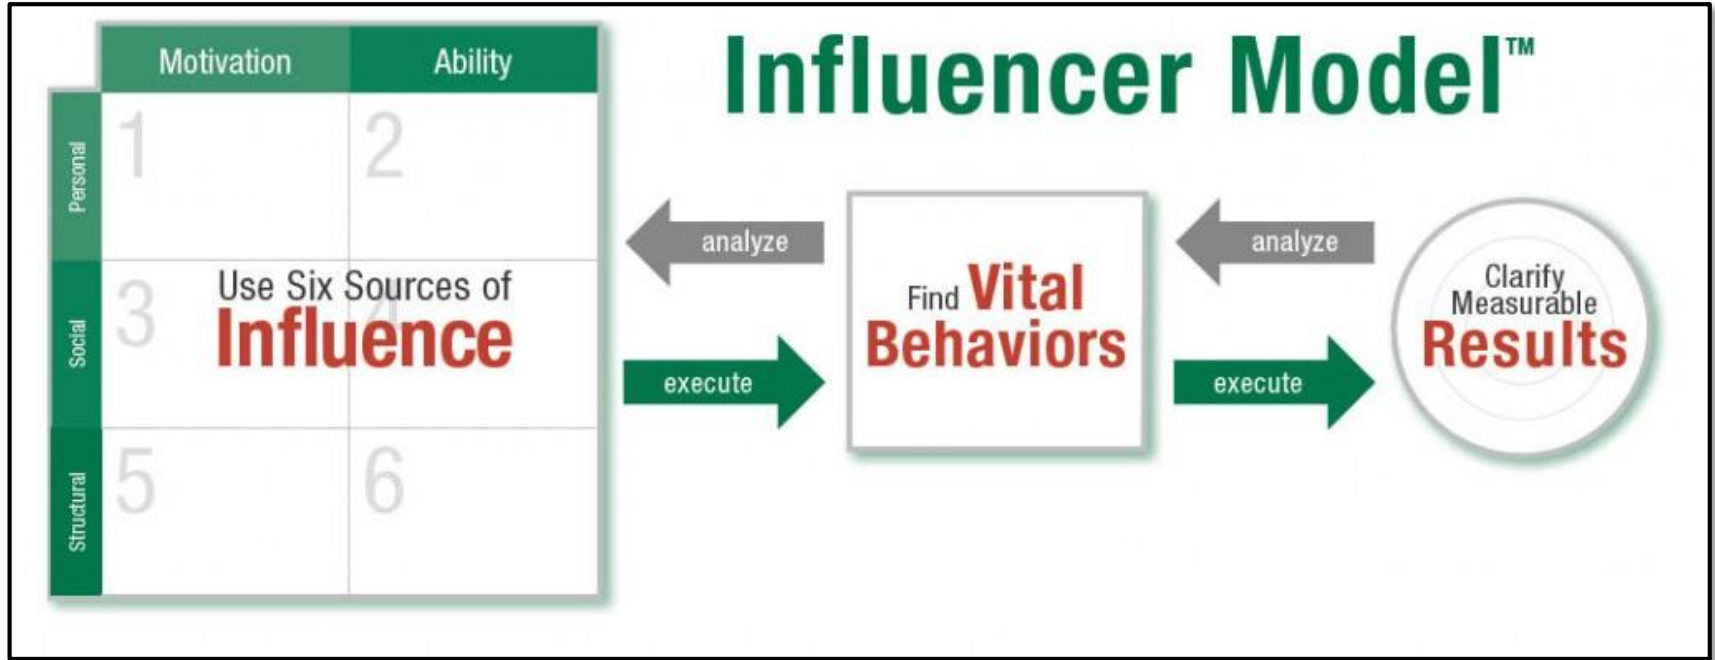 Influencer Model™
Motivation
Ability
Personal
1
2
Social
3
4
Use Six Sources of
Influence
Structural
5
6
analyze
execute
Find Vital
Behaviors
analyze
execute
Clarify
Measurable
Results